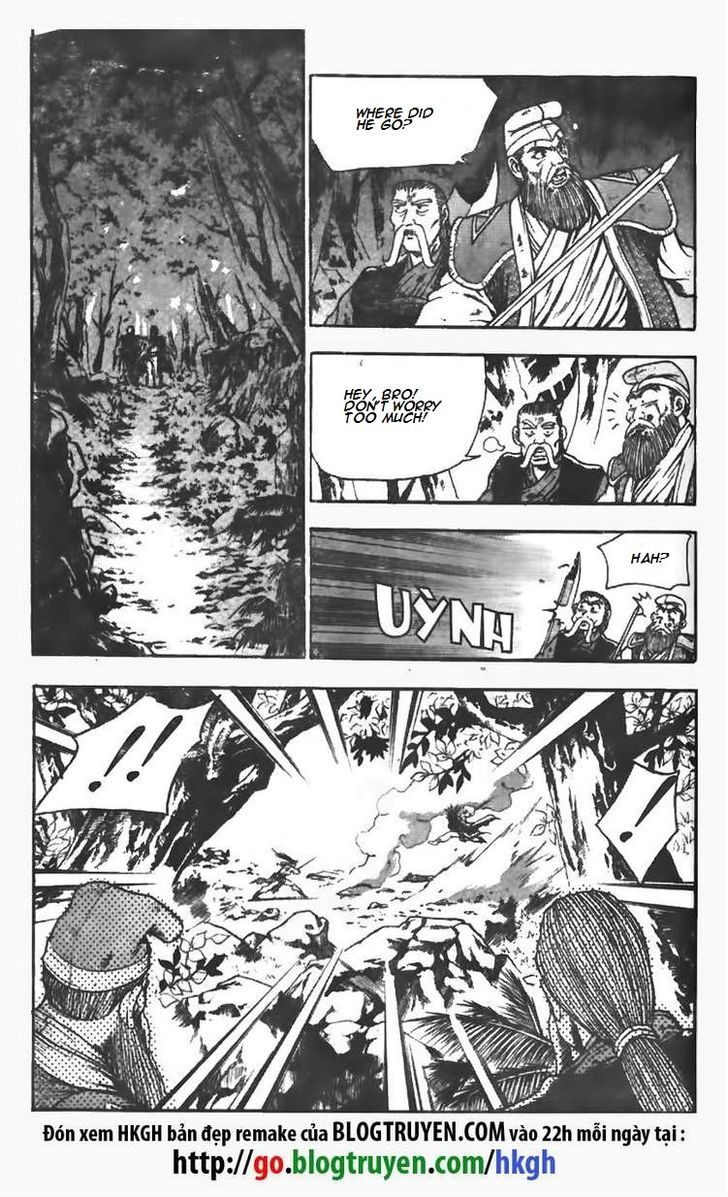 WHERE DID
HE GO?
HEY, BRO!
DON'T WORRY
TOO MUCH!
HAH?
UỲNH
!!
!
Đón xem HKGH bản đẹp remake của BLOGTRUYEN.COM vào 22h mỗi ngày tại :
http://go.blogtruyen.com/hkgh